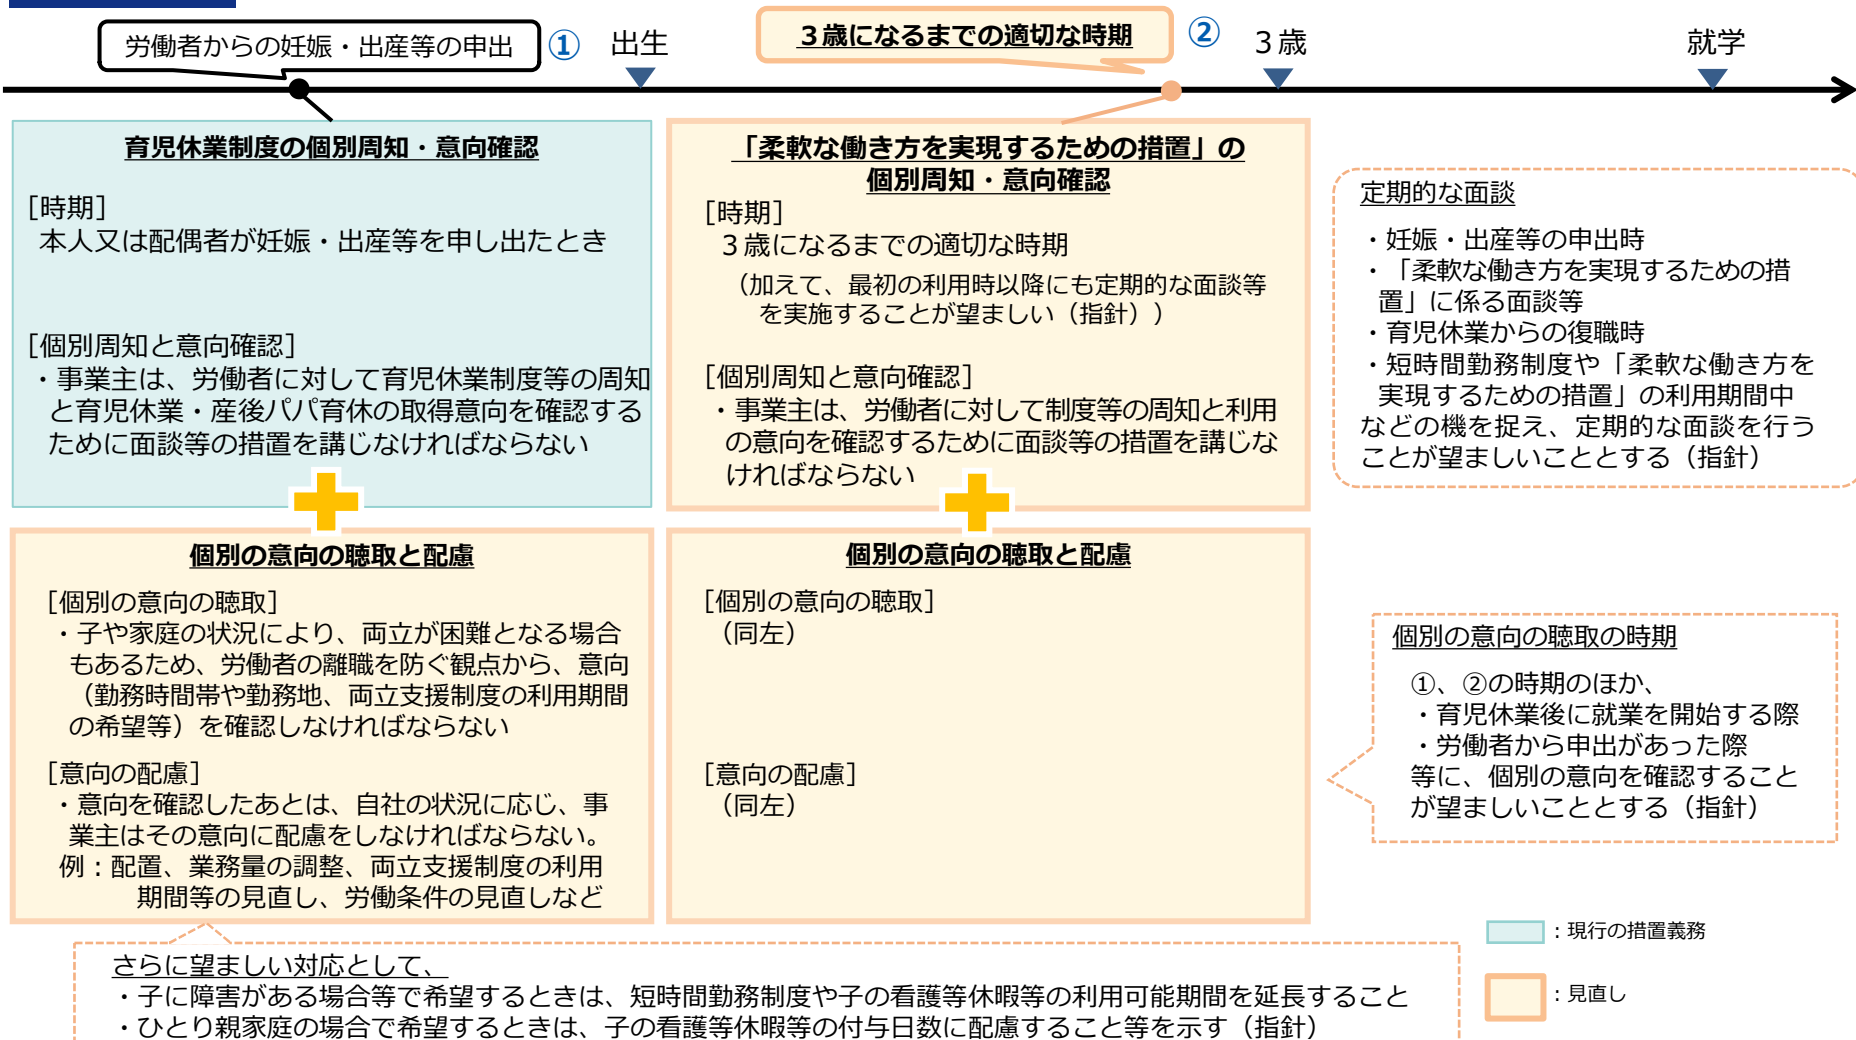 労働者からの妊娠・出産等の申出
①
出生
３歳になるまでの適切な時期
②
３歳
就学
育児休業制度の個別周知・意向確認
［時期］
本人又は配偶者が妊娠・出産等を申し出たとき
［個別周知と意向確認］
・事業主は、労働者に対して育児休業制度等の周知
と育児休業・産後パパ育休の取得意向を確認する
ために面談等の措置を講じなければならない
「柔軟な働き方を実現するための措置」の
個別周知・意向確認
［時期］
３歳になるまでの適切な時期
（加えて、最初の利用時以降にも定期的な面談等
を実施することが望ましい（指針））
［個別周知と意向確認］
・事業主は、労働者に対して制度等の周知と利用
の意向を確認するために面談等の措置を講じな
ければならない
定期的な面談
・妊娠・出産等の申出時
・「柔軟な働き方を実現するための措
置」に係る面談等
・育児休業からの復職時
・短時間勤務制度や「柔軟な働き方を
実現するための措置」の利用期間中
などの機を捉え、定期的な面談を行う
ことが望ましいこととする（指針）
個別の意向の聴取と配慮
［個別の意向の聴取］
・子や家庭の状況により、両立が困難となる場合
もあるため、労働者の離職を防ぐ観点から、意向
（勤務時間帯や勤務地、両立支援制度の利用期間
の希望等）を確認しなければならない
［意向の配慮］
・意向を確認したあとは、自社の状況に応じ、事
業主はその意向に配慮をしなければならない。
例：配置、業務量の調整、両立支援制度の利用
期間等の見直し、労働条件の見直しなど
個別の意向の聴取と配慮
［個別の意向の聴取］
（同左）
［意向の配慮］
（同左）
個別の意向の聴取の時期
①、②の時期のほか、
・育児休業後に就業を開始する際
・労働者から申出があった際
等に、個別の意向を確認すること
が望ましいこととする（指針）
さらに望ましい対応として、
・子に障害がある場合等で希望するときは、短時間勤務制度や子の看護等休暇等の利用可能期間を延長すること
・ひとり親家庭の場合で希望するときは、子の看護等休暇等の付与日数に配慮すること等を示す（指針）
：現行の措置義務
：見直し